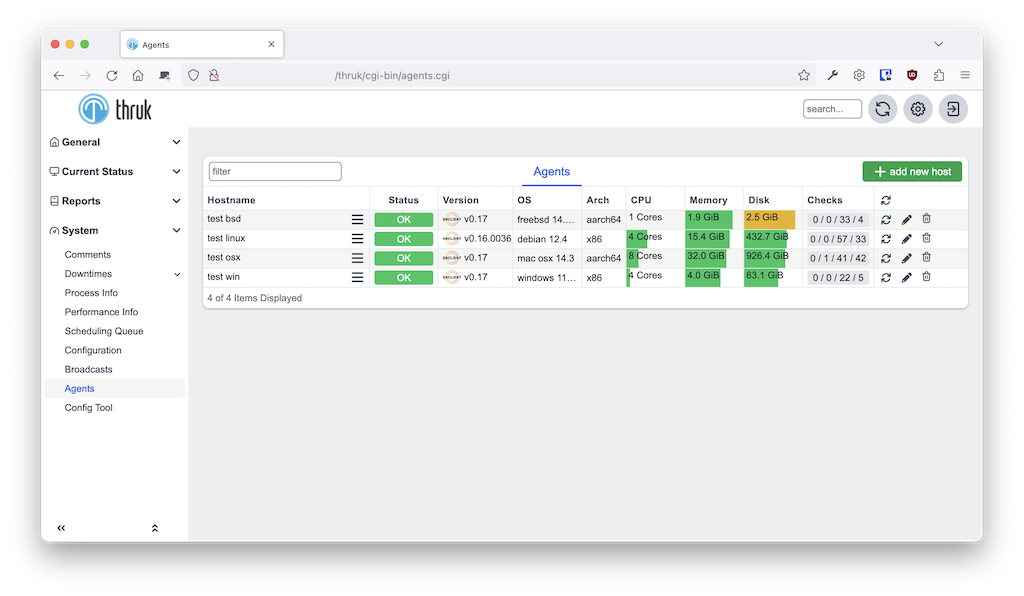 Agents
/thruk/cgi-bin/agents.cgi
thruk
search...
General
Current Status
Reports
System
Comments
Downtimes
Process Info
Performance Info
Scheduling Queue
Configuration
Broadcasts
Agents
Config Tool
filter
Agents
add new host
Hostname Status Version OS Arch CPU Memory Disk Checks
test bsd OK SNCLIENT v0.17 freebsd 14.... aarch64 1 Cores 1.9 GiB 2.5 GiB 0 / 0 / 33 / 4
test linux OK SNCLIENT v0.16.0036 debian 12.4 x86 4 Cores 15.4 GiB 432.7 GiB 0 / 0 / 57 / 33
test osx OK SNCLIENT v0.17 mac osx 14.3 aarch64 8 Cores 32.0 GiB 926.4 GiB 0 / 1 / 41 / 42
test win OK SNCLIENT v0.17 windows 11... x86 4 Cores 4.0 GiB 63.1 GiB 0 / 0 / 22 / 5
4 of 4 Items Displayed